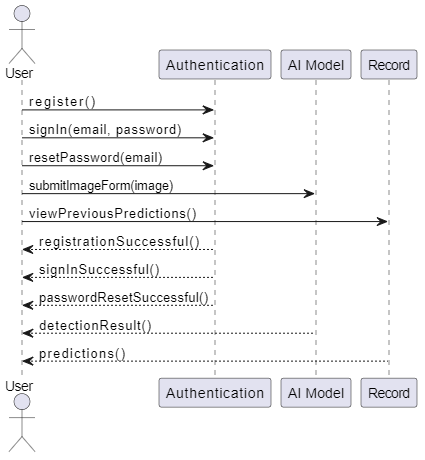 User
Authentication
AI Model
Record
register()
signIn(email, password)
resetPassword(email)
submitImageForm(image)
viewPreviousPredictions()
registrationSuccessful()
signInSuccessful()
passwordResetSuccessful()
detectionResult()
predictions()
User
Authentication
AI Model
Record